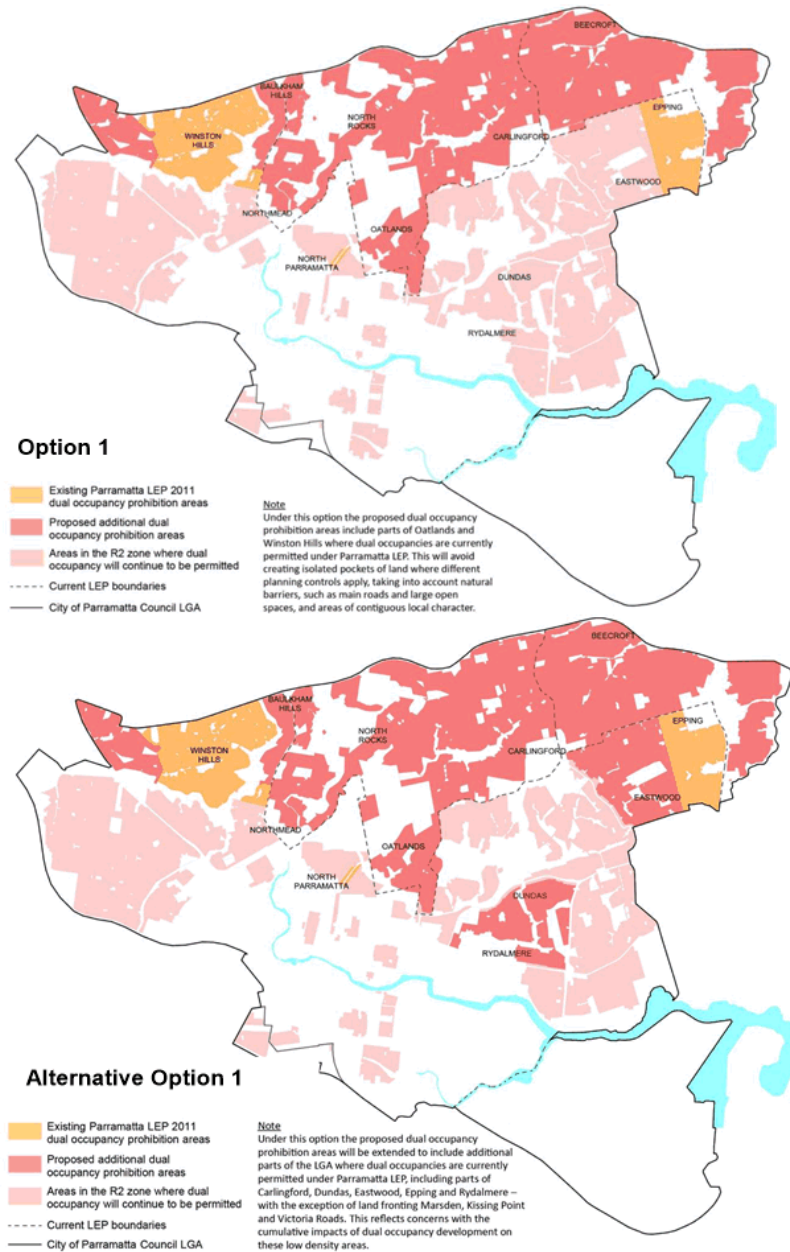 BEECROFT
BAULKHAM
HILLS
EPPING
NORTH
ROCKS
WINSTON
HILLS
CARLINGFORD
EASTWOOD
NORTHMEAD
OATLANDS
NORTH
PARRAMATTA
DUNDAS
RYDALMERE
Option 1
Existing Parramatta LEP 2011
dual occupancy prohibition areas
Proposed additional dual
occupancy prohibition areas
Areas in the R2 zone where dual
occupancy will continue to be permitted
Current LEP boundaries
City of Parramatta Council LGA
Note
Under this option the proposed dual occupancy
prohibition areas include parts of Oatlands and
Winston Hills where dual occupancies are currently
permitted under Parramatta LEP. This will avoid
creating isolated pockets of land where different
planning controls apply, taking into account natural
barriers, such as main roads and large open
spaces, and areas of contiguous local character.
BEECROFT
BAULKHAM
HILLS
EPPING
NORTH
ROCKS
WINSTON
HILLS
CARLINGFORD
EASTWOOD
NORTHMEAD
OATLANDS
NORTH
PARRAMATTA
DUNDAS
RYDALMERE
Alternative Option 1
Existing Parramatta LEP 2011
dual occupancy prohibition areas
Proposed additional dual
occupancy prohibition areas
Areas in the R2 zone where dual
occupancy will continue to be permitted
Current LEP boundaries
City of Parramatta Council LGA
Note
Under this option the proposed dual occupancy
prohibition areas will be extended to include additional
parts of the LGA where dual occupancies are currently
permitted under Parramatta LEP, including parts of
Carlingford, Dundas, Eastwood, Epping and Rydalmere –
with the exception of land fronting Marsden, Kissing Point
and Victoria Roads. This reflects concerns with the
cumulative impacts of dual occupancy development on
these low density areas.